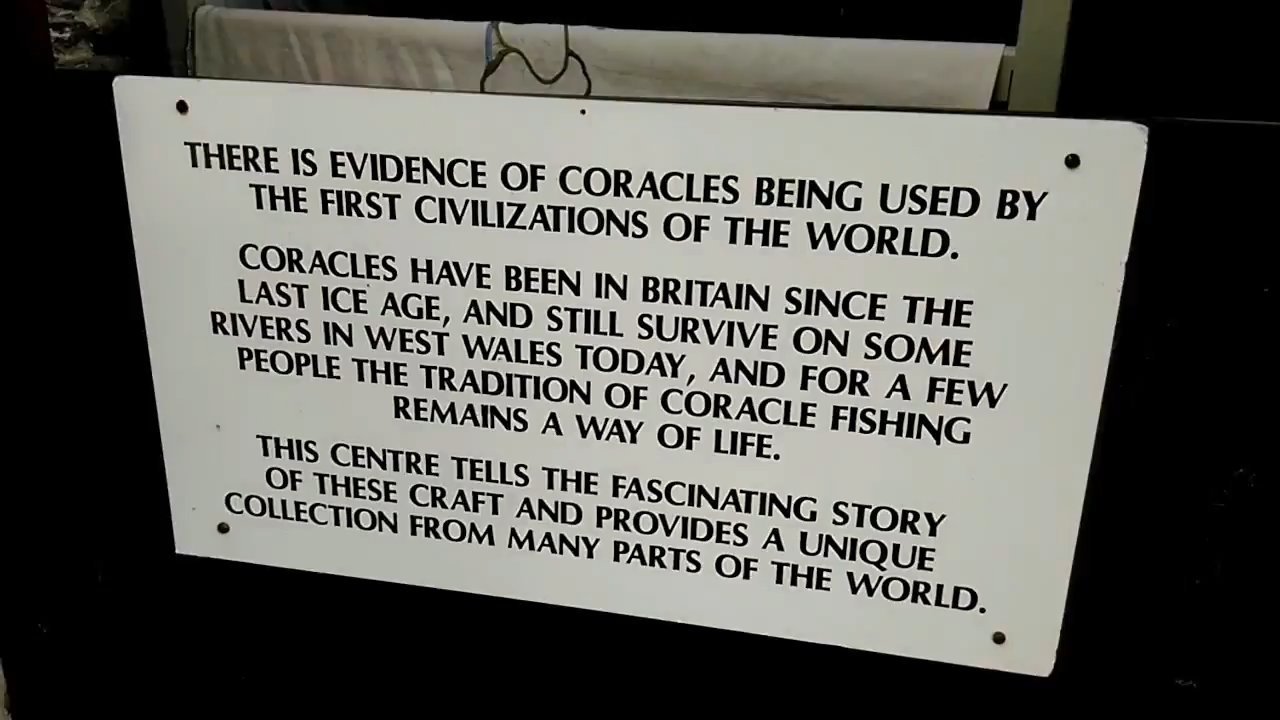 THERE IS EVIDENCE OF CORACLES BEING USED BY
THE FIRST CIVILIZATIONS OF THE WORLD.
CORACLES HAVE BEEN IN BRITAIN SINCE THE
LAST ICE AGE, AND STILL SURVIVE ON SOME
RIVERS IN WEST WALES TODAY, AND FOR A FEW
PEOPLE THE TRADITION OF CORACLE FISHING
REMAINS A WAY OF LIFE.
THIS CENTRE TELLS THE FASCINATING STORY
OF THESE CRAFT AND PROVIDES A UNIQUE
COLLECTION FROM MANY PARTS OF THE WORLD.